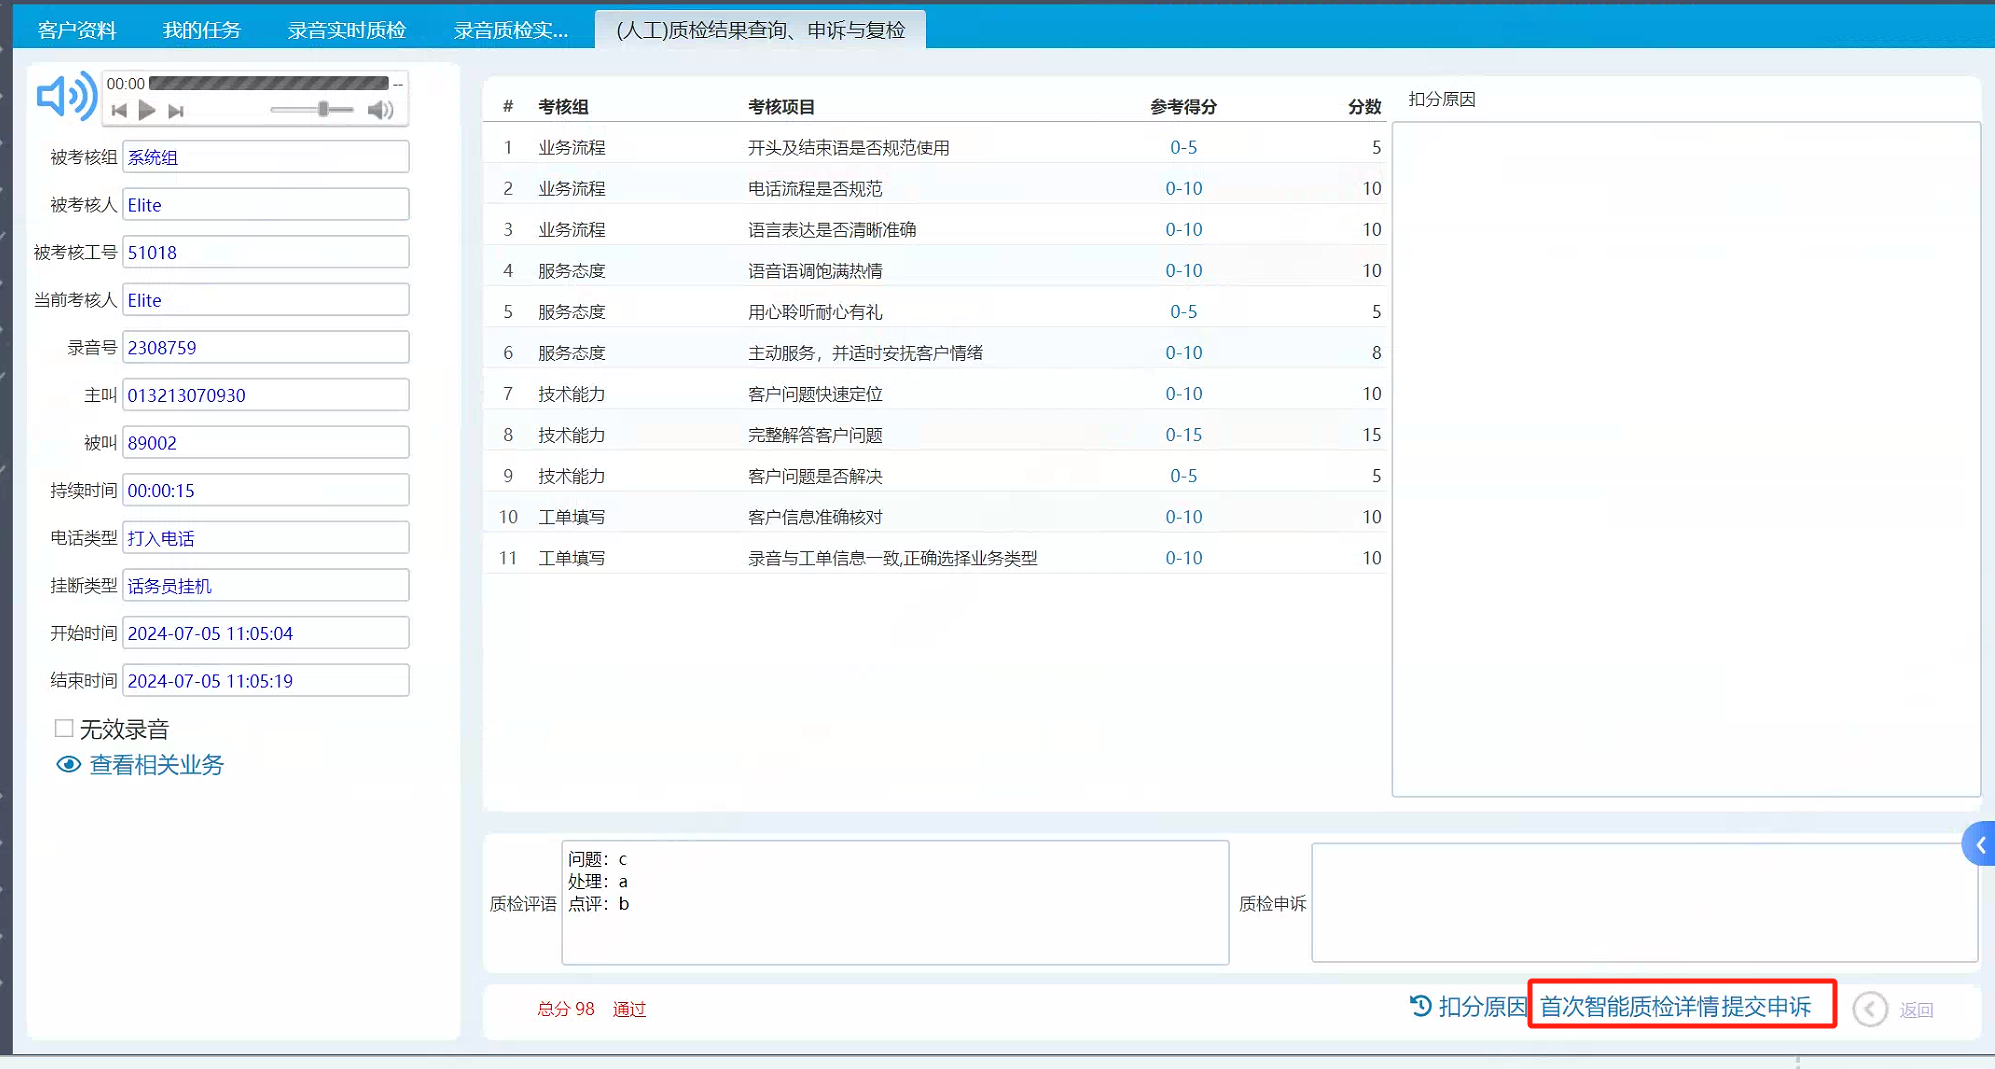 客户资料 我的任务 录音实时质检 录音质检实... (人工)质检结果查询、申诉与复检
00:00 --
被考核组 系统组
被考核人 Elite
被考核工号 51018
当前考核人 Elite
录音号 2308759
主叫 013213070930
被叫 89002
持续时间 00:00:15
电话类型 打入电话
挂断类型 话务员挂机
开始时间 2024-07-05 11:05:04
结束时间 2024-07-05 11:05:19
无效录音
查看相关业务
# 考核组 考核项目 参考得分 分数
1 业务流程 开头及结束语是否规范使用 0-5 5
2 业务流程 电话流程是否规范 0-10 10
3 业务流程 语言表达是否清晰准确 0-10 10
4 服务态度 语音语调饱满热情 0-10 10
5 服务态度 用心聆听耐心有礼 0-5 5
6 服务态度 主动服务，并适时安抚客户情绪 0-10 8
7 技术能力 客户问题快速定位 0-10 10
8 技术能力 完整解答客户问题 0-15 15
9 技术能力 客户问题是否解决 0-5 5
10 工单填写 客户信息准确核对 0-10 10
11 工单填写 录音与工单信息一致,正确选择业务类型 0-10 10
扣分原因
质检评语
问题：c
处理：a
点评：b
质检申诉
总分 98 通过
扣分原因 首次智能质检详情提交申诉 返回